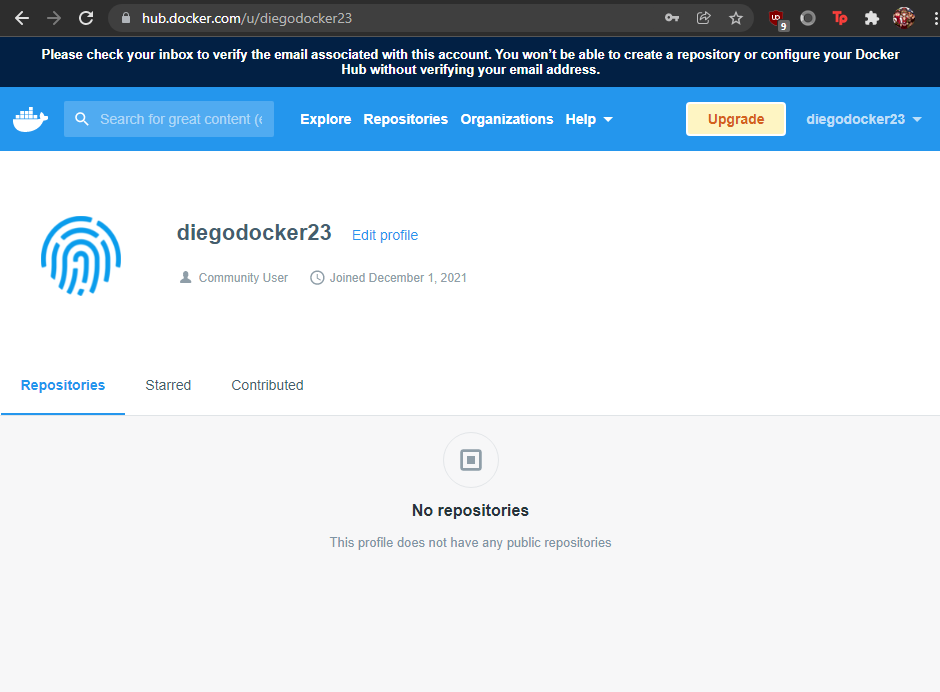 hub.docker.com/u/diegodocker23
UD
9
Tp
Please check your inbox to verify the email associated with this account. You won't be able to create a repository or configure your Docker
Hub without verifying your email address.
Search for great content (e
Explore
Repositories
Organizations
Help
Upgrade
diegodocker23
diegodocker23
Edit profile
Community User
Joined December 1, 2021
Repositories
Starred
Contributed
No repositories
This profile does not have any public repositories